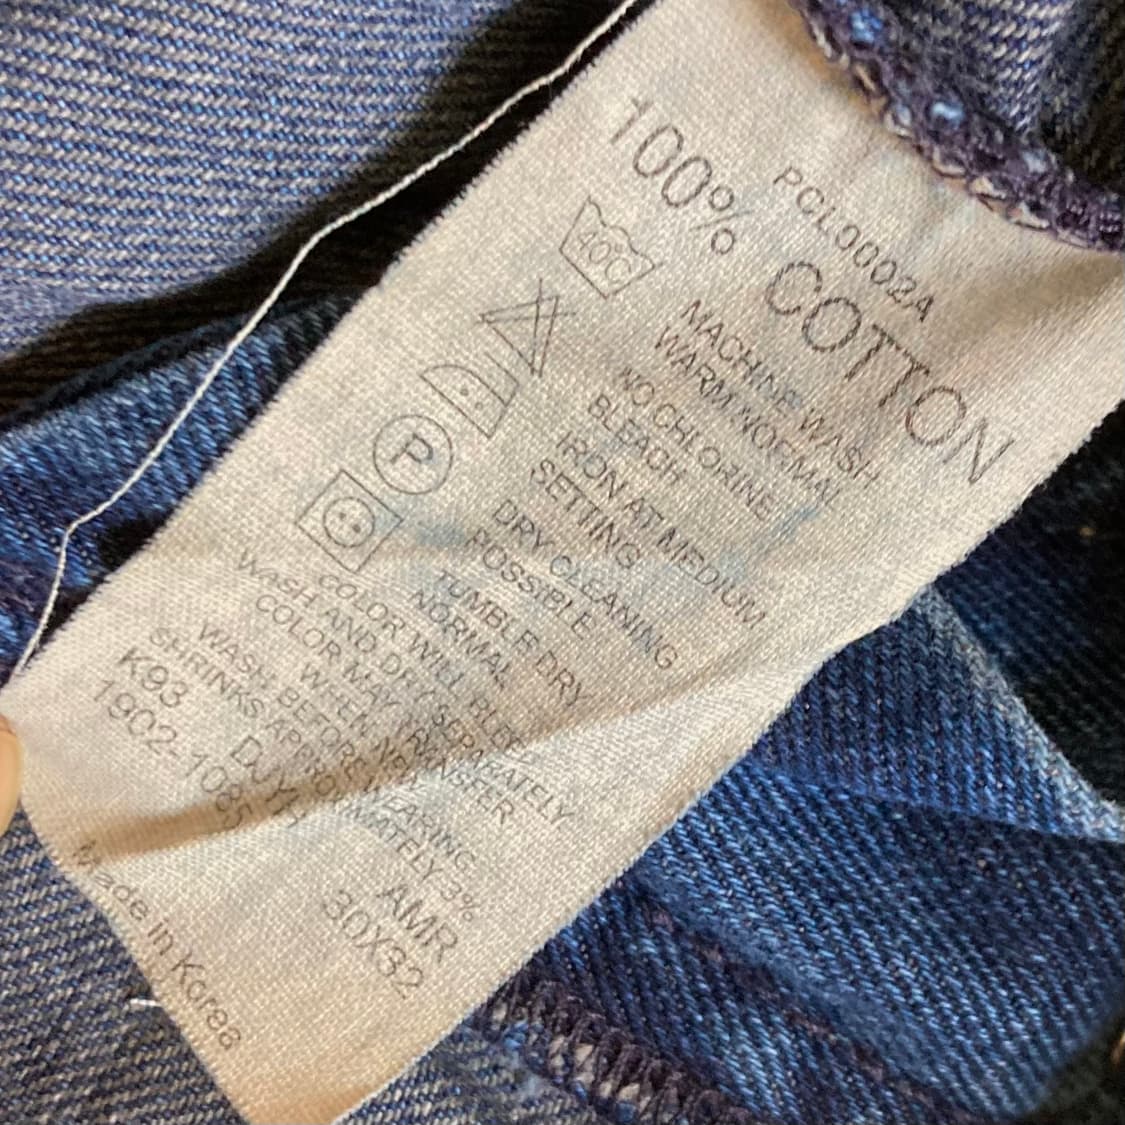 PCL0002A
100% COTTON
40C
MACHINE WASH
WARM NORMAL
NO CHLORINE
BLEACH
IRON AT MEDIUM
SETTING
P
DRY CLEANING
POSSIBLE
TUMBLE DRY
NORMAL
COLOR WILL BLEED
WASH AND DRY SEPARATELY
COLOR MAY TRANSFER
WHEN NEW
WASH BEFORE WEARING
SHRINKS APPROXIMATELY 3%
K93 AMR
1902-1085 30X32
Made in Korea